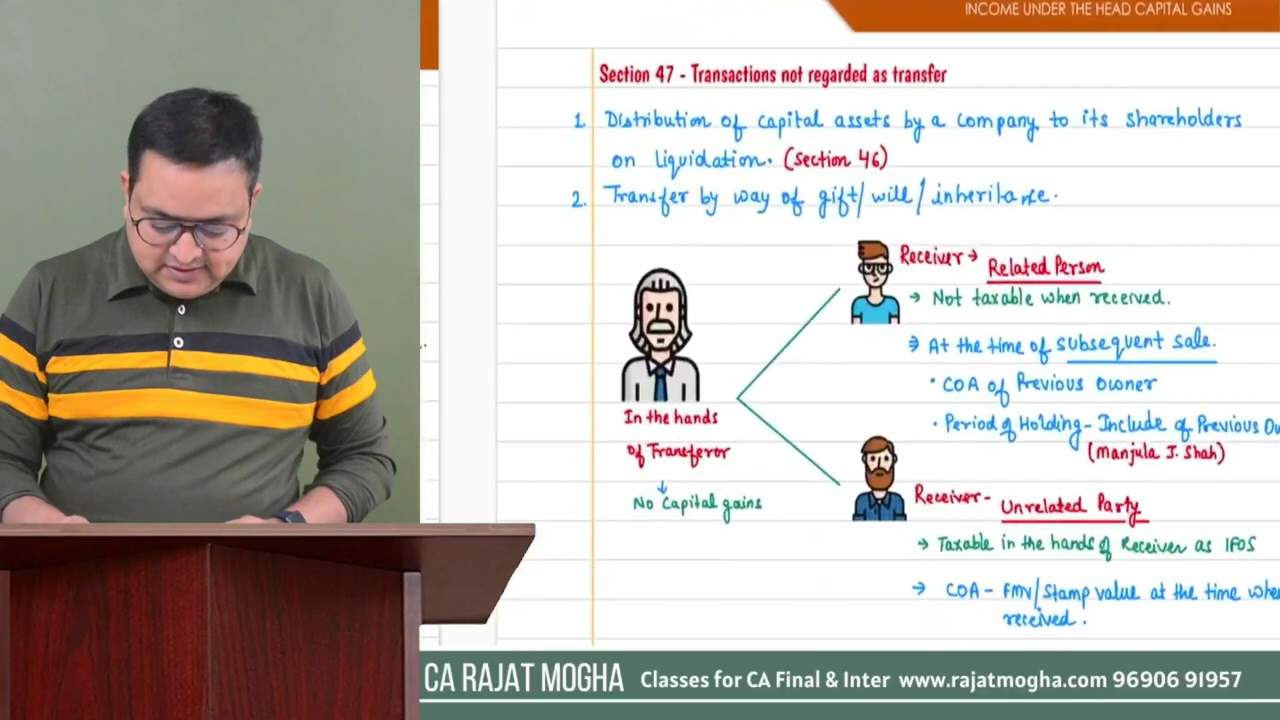 INCOME UNDER THE HEAD CAPITAL GAINS
Section 47 - Transactions not regarded as transfer
1. Distribution of capital assets by a company to its shareholders
on liquidation. (Section 46)
2. Transfer by way of gift/will/inheritance.
Receiver → Related Person
→ Not taxable when received.
⇒ At the time of subsequent sale.
• COA of Previous Owner
• Period of Holding - Include of Previous Ow
(Manjula J. Shah)
In the hands
of Transferor
↓
No Capital gains
Receiver - Unrelated Party
→ Taxable in the hands of Receiver as IFOS
→ COA - FMV/Stamp value at the time whe
received.
CA RAJAT MOGHA Classes for CA Final & Inter www.rajatmogha.com 96906 91957